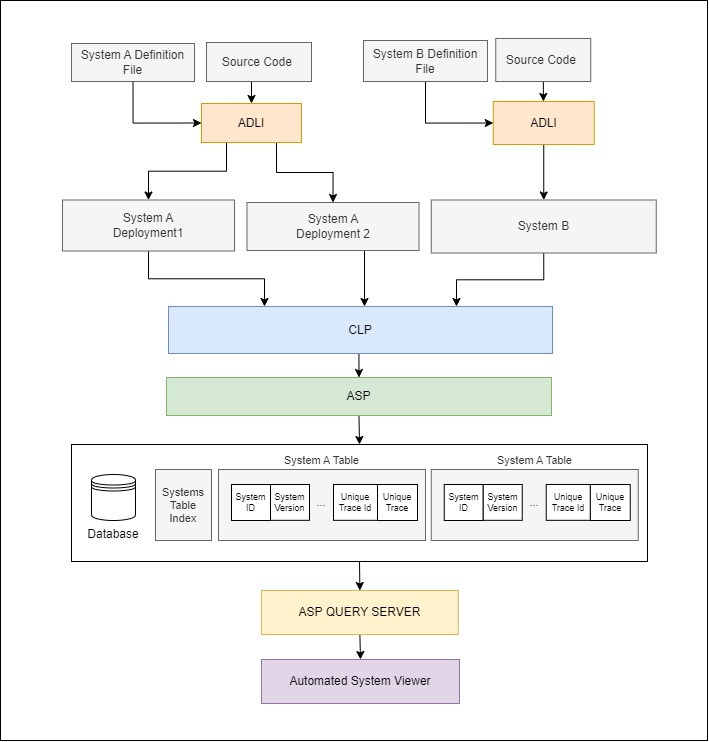 System A Definition
File
Source Code
System B Definition
File
Source Code
ADLI
ADLI
System A
Deployment1
System A
Deployment 2
System B
CLP
ASP
System A Table
System A Table
Database
Systems
Table
Index
System
ID
System
Version
...
Unique
Trace Id
Unique
Trace
System
ID
System
Version
...
Unique
Trace Id
Unique
Trace
ASP QUERY SERVER
Automated System Viewer